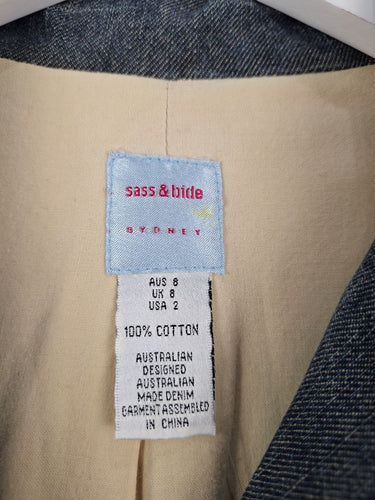 sass & bide
SYDNEY
AUS 8
UK 8
USA 2
100% COTTON
AUSTRALIAN
DESIGNED
AUSTRALIAN
MADE DENIM
GARMENT ASSEMBLED
IN CHINA